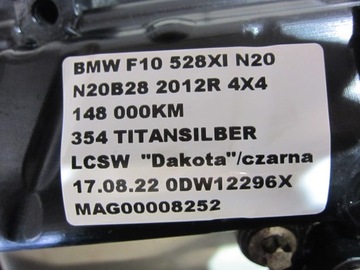 BMW F10 528XI N20
N20B28 2012R 4X4
148 000KM
354 TITANSILBER
LCSW "Dakota"/czarna
17.08.22 0DW12296X
MAG00008252